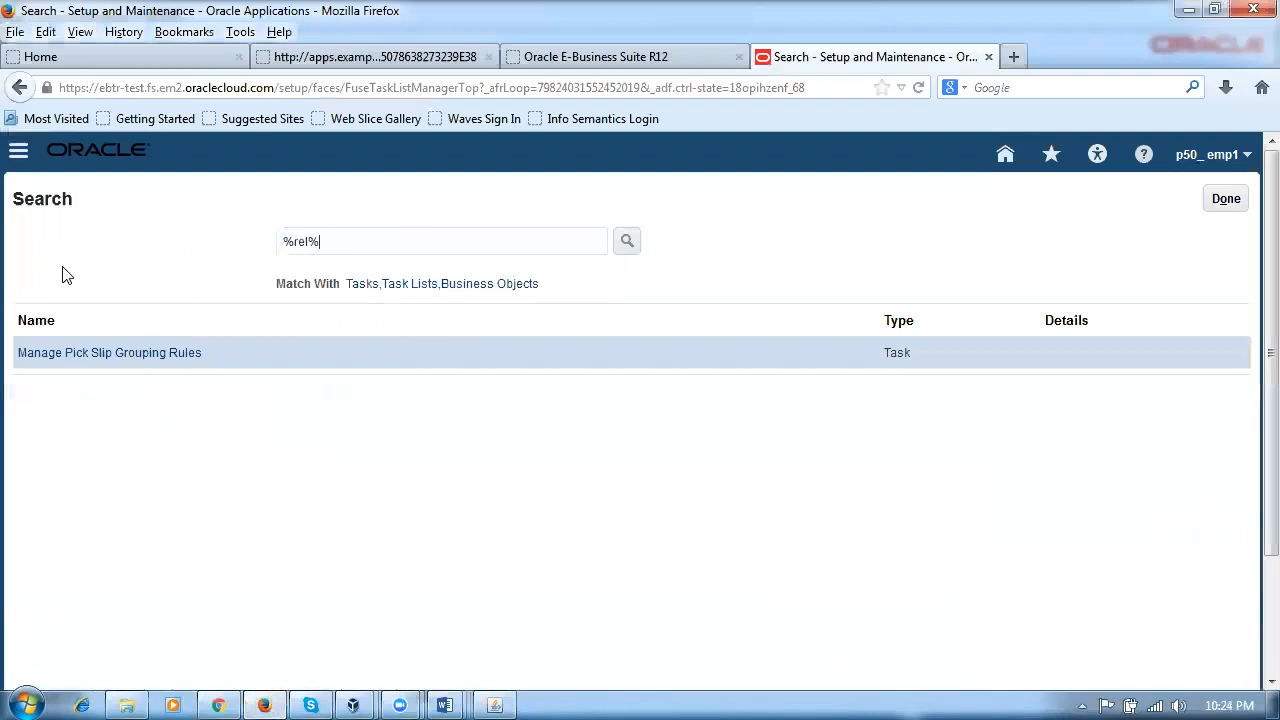 Search - Setup and Maintenance - Oracle Applications - Mozilla Firefox
File Edit View History Bookmarks Tools Help
ORACLE
Home
http://apps.examp...5078638273239E38
Oracle E-Business Suite R12
Search - Setup and Maintenance - Or...
https://ebtr-test.fs.em2.oraclecloud.com/setup/faces/FuseTaskListManagerTop?_afrLoop=79824031552452019&_adf.ctrl-state=18opihzenf_68
Google
Most Visited Getting Started Suggested Sites Web Slice Gallery Waves Sign In Info Semantics Login
ORACLE
p50_ emp1
Search
Done
%rel%
Match With Tasks,Task Lists,Business Objects
Name Type Details
Manage Pick Slip Grouping Rules Task
10:24 PM